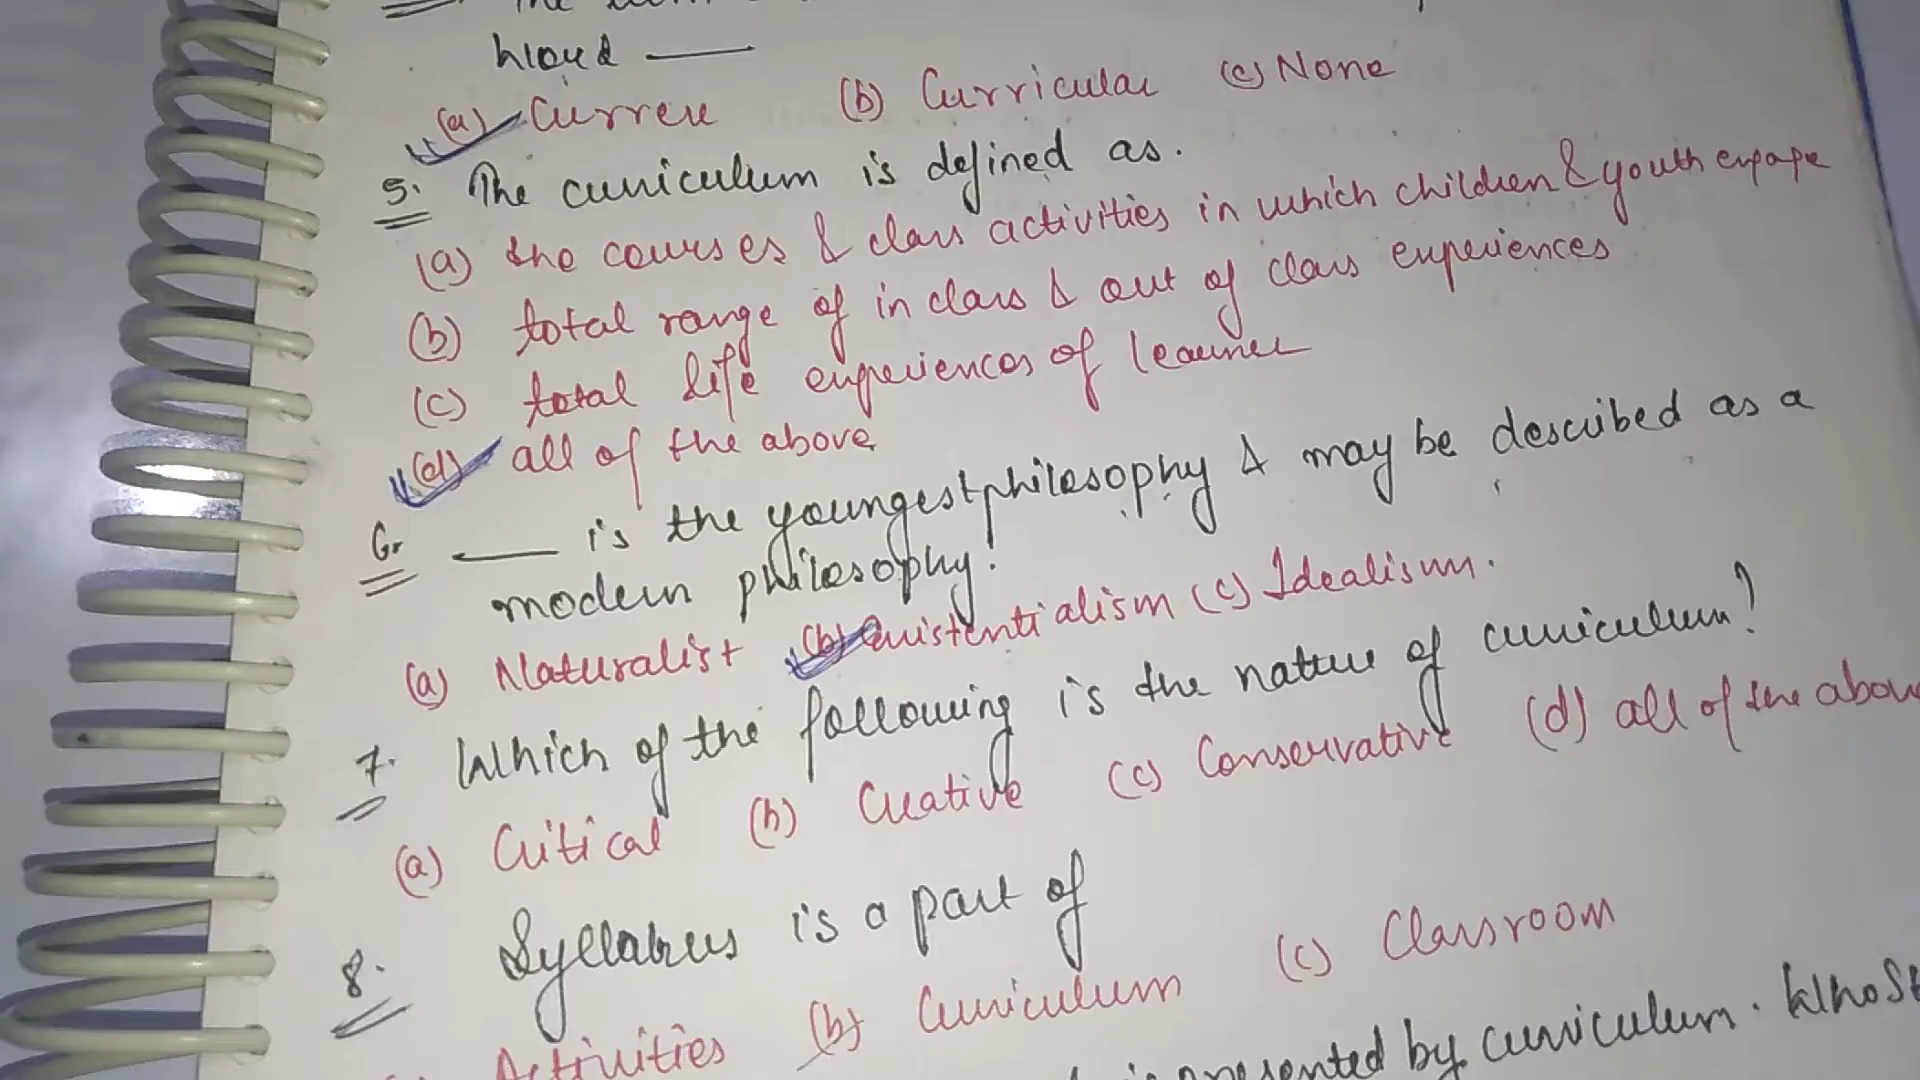 word
(a) Currere (b) Curricular (c) None
5. The curriculum is defined as.
(a) the courses & class activities in which children & youth engage
(b) total range of in class & out of class experiences
(c) total life experiences of learner
(d) all of the above
6. ___ is the youngest philosophy & may be described as a
modern philosophy.
(a) Naturalist (b) Existentialism (c) Idealism.
7. Which of the following is the nature of curriculum?
(a) Critical (b) Creative (c) Conservative (d) all of the above
8. Syllabus is a part of
Activities (b) Curriculum (c) Classroom
presented by curriculum.